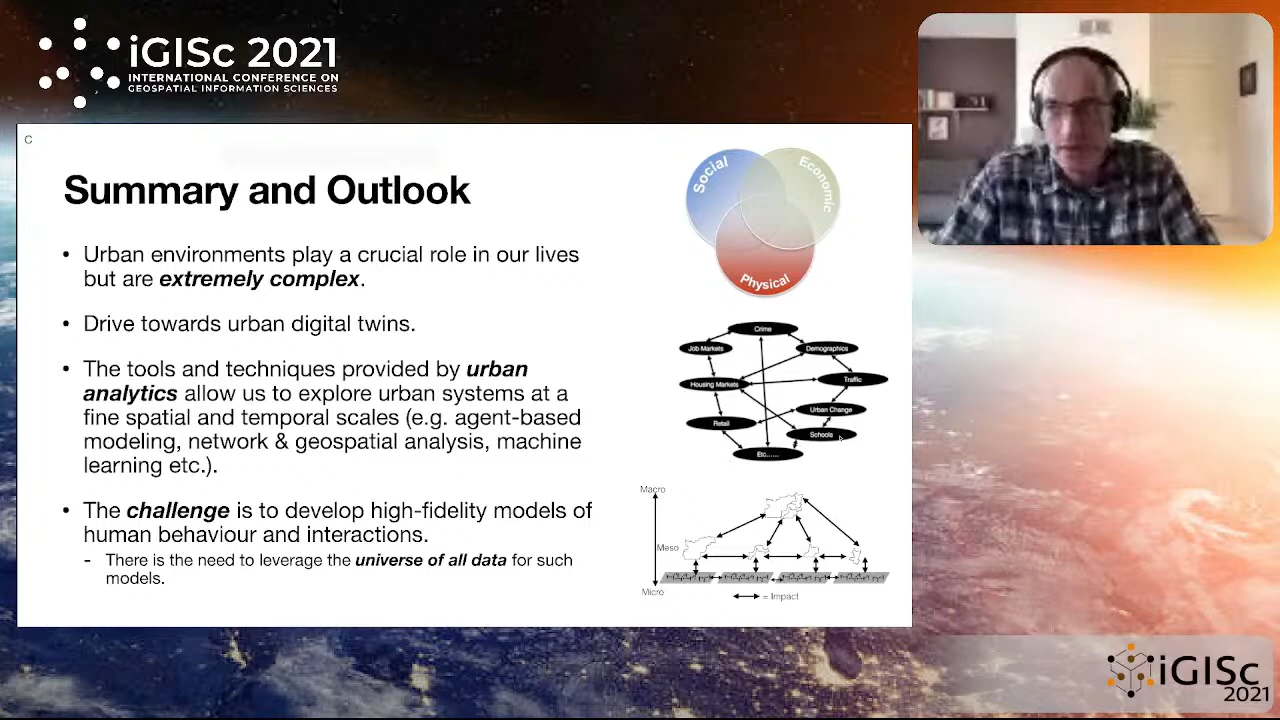 iGISc 2021
INTERNATIONAL CONFERENCE ON
GEOSPATIAL INFORMATION SCIENCES
C
Summary and Outlook
• Urban environments play a crucial role in our lives
but are extremely complex.
• Drive towards urban digital twins.
• The tools and techniques provided by urban
analytics allow us to explore urban systems at a
fine spatial and temporal scales (e.g. agent-based
modeling, network & geospatial analysis, machine
learning etc.).
• The challenge is to develop high-fidelity models of
human behaviour and interactions.
- There is the need to leverage the universe of all data for such
models.
Social
Economic
Physical
Crime
Job Markets
Demographics
Housing Markets
Traffic
Urban Change
Retail
Schools
Etc......
Macro
Meso
Micro
= Impact
iGISc
2021